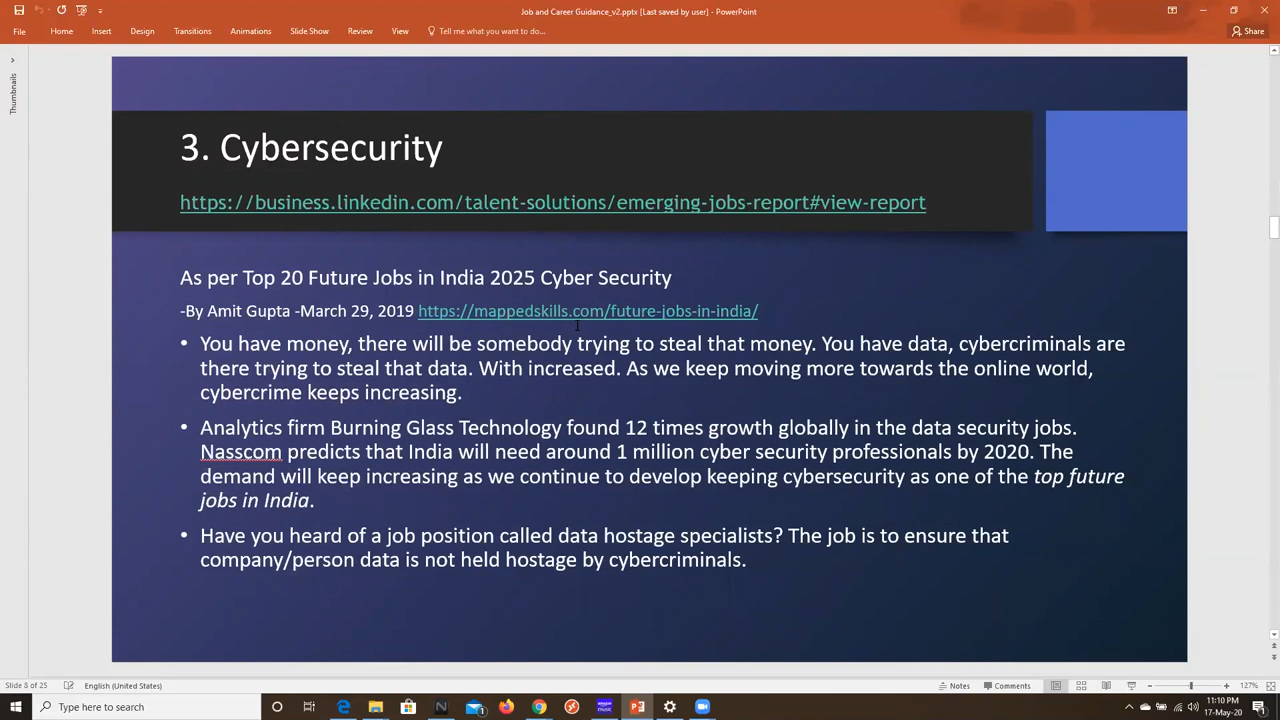 Job and Career Guidance_v2.pptx [Last saved by user] - PowerPoint
File Home Insert Design Transitions Animations Slide Show Review View Tell me what you want to do... Share
Thumbnails
3. Cybersecurity
https://business.linkedin.com/talent-solutions/emerging-jobs-report#view-report
As per Top 20 Future Jobs in India 2025 Cyber Security
-By Amit Gupta -March 29, 2019 https://mappedskills.com/future-jobs-in-india/
• You have money, there will be somebody trying to steal that money. You have data, cybercriminals are
there trying to steal that data. With increased. As we keep moving more towards the online world,
cybercrime keeps increasing.
• Analytics firm Burning Glass Technology found 12 times growth globally in the data security jobs.
Nasscom predicts that India will need around 1 million cyber security professionals by 2020. The
demand will keep increasing as we continue to develop keeping cybersecurity as one of the top future
jobs in India.
• Have you heard of a job position called data hostage specialists? The job is to ensure that
company/person data is not held hostage by cybercriminals.
Slide 8 of 25 English (United States) Notes Comments 127%
Type here to search
amazon music
11:10 PM
17-May-20